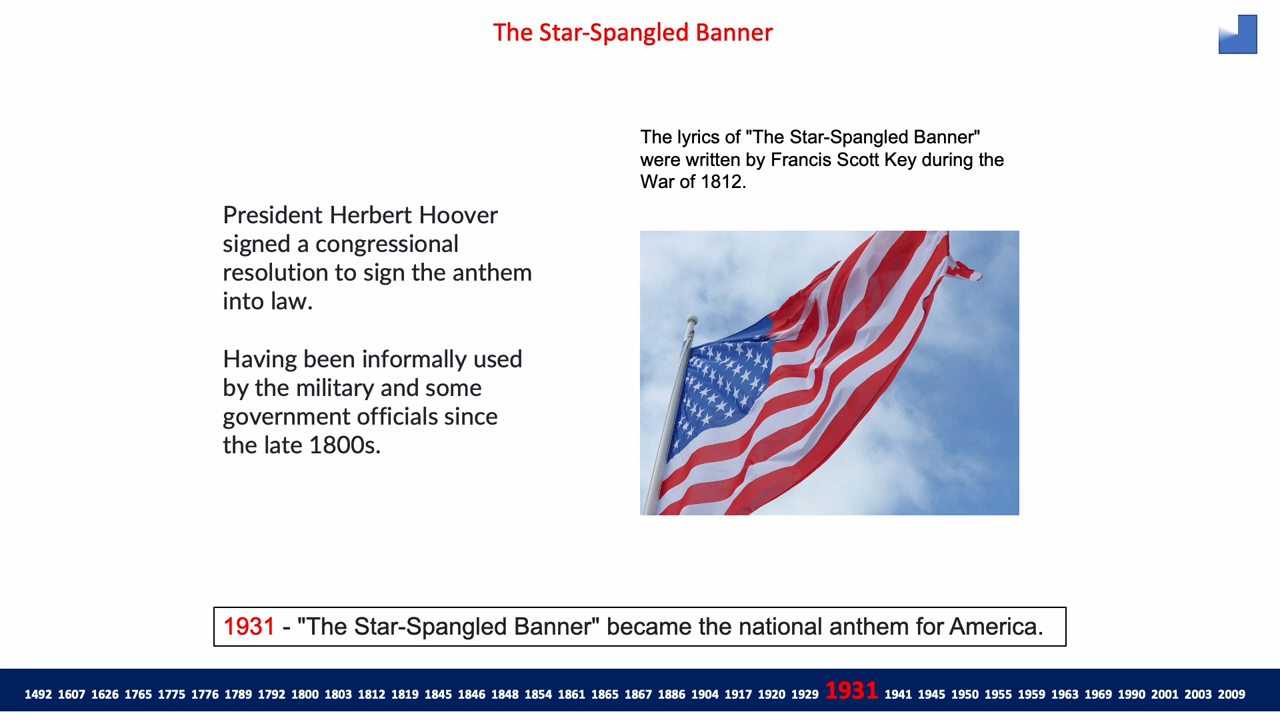 The Star-Spangled Banner
President Herbert Hoover
signed a congressional
resolution to sign the anthem
into law.
Having been informally used
by the military and some
government officials since
the late 1800s.
The lyrics of "The Star-Spangled Banner"
were written by Francis Scott Key during the
War of 1812.
1931 - "The Star-Spangled Banner" became the national anthem for America.
1492 1607 1626 1765 1775 1776 1789 1792 1800 1803 1812 1819 1845 1846 1848 1854 1861 1865 1867 1886 1904 1917 1920 1929 1931 1941 1945 1950 1955 1959 1963 1969 1990 2001 2003 2009